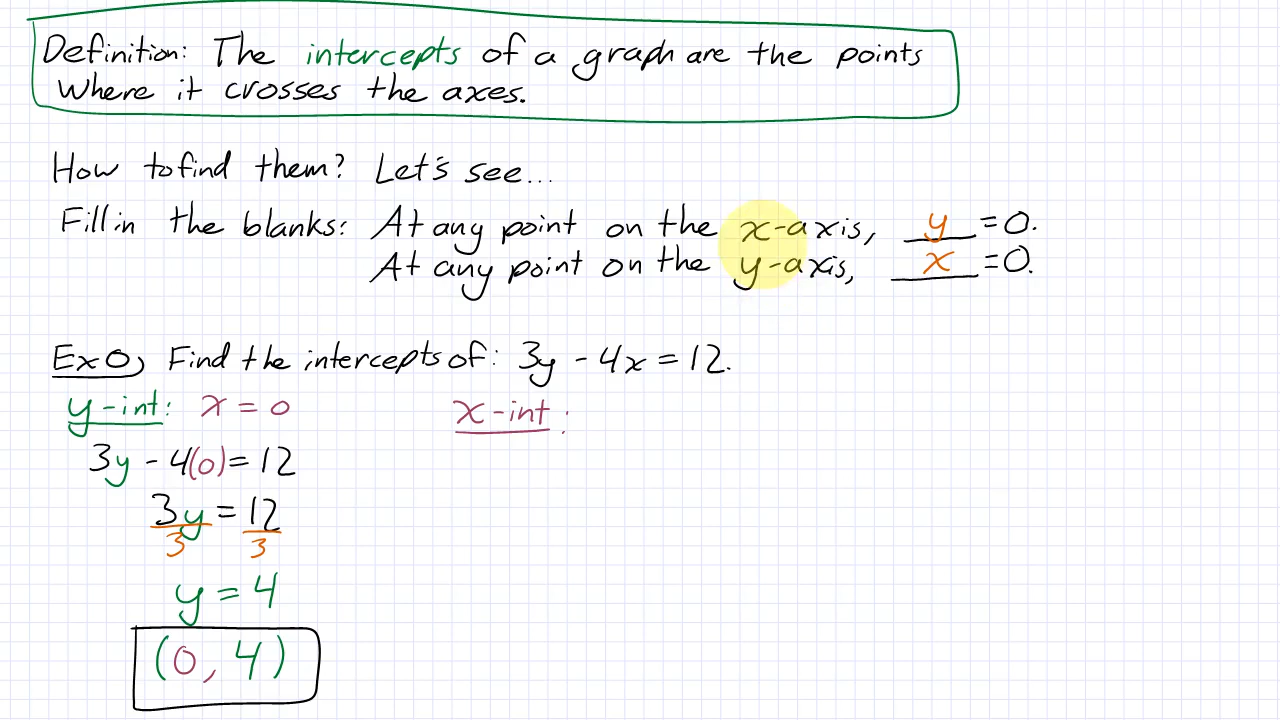 Definition: The intercepts of a graph are the points
where it crosses the axes.
How to find them? Let's see...
Fill in the blanks: At any point on the x-axis, y = 0.
At any point on the y-axis, x = 0.
Ex 0, Find the intercepts of: 3y - 4x = 12.
y-int: x = 0
x-int:
3y - 4(0) = 12
3y = 12
3 3
y = 4
(0, 4)